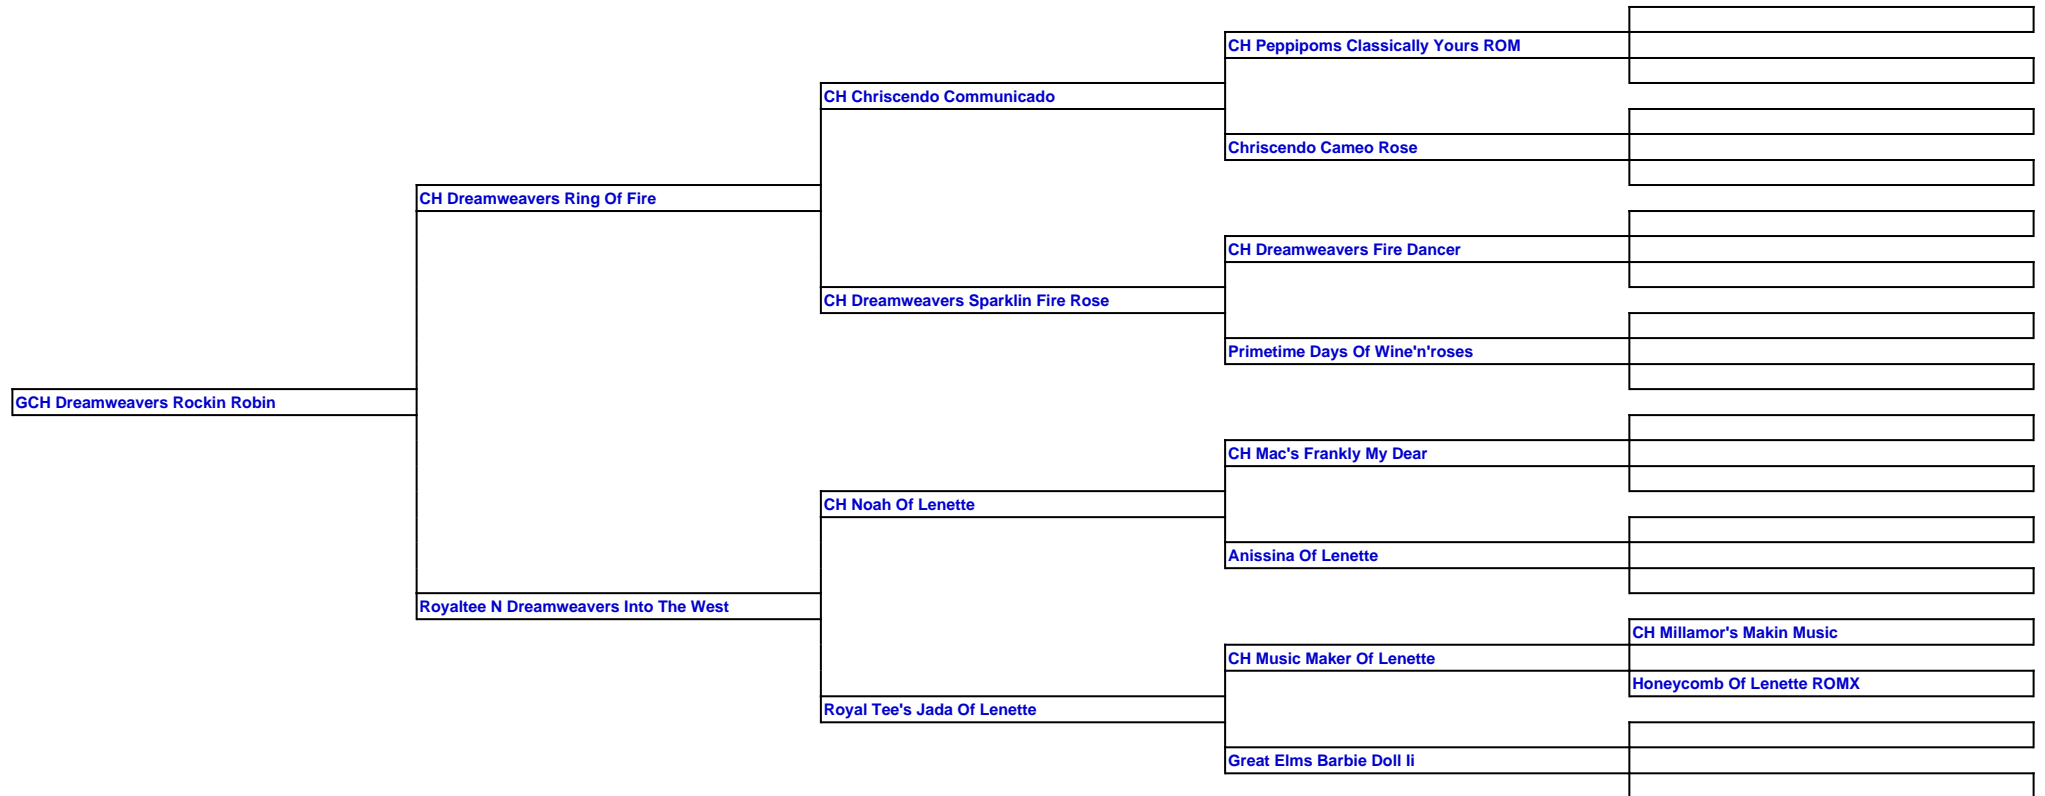 CH Peppipoms Classically Yours ROM
CH Chriscendo Communicado
Chriscendo Cameo Rose
CH Dreamweavers Ring Of Fire
CH Dreamweavers Fire Dancer
CH Dreamweavers Sparklin Fire Rose
Primetime Days Of Wine'n'roses
GCH Dreamweavers Rockin Robin
CH Mac's Frankly My Dear
CH Noah Of Lenette
Anissina Of Lenette
Royaltee N Dreamweavers Into The West
CH Millamor's Makin Music
CH Music Maker Of Lenette
Honeycomb Of Lenette ROMX
Royal Tee's Jada Of Lenette
Great Elms Barbie Doll Ii